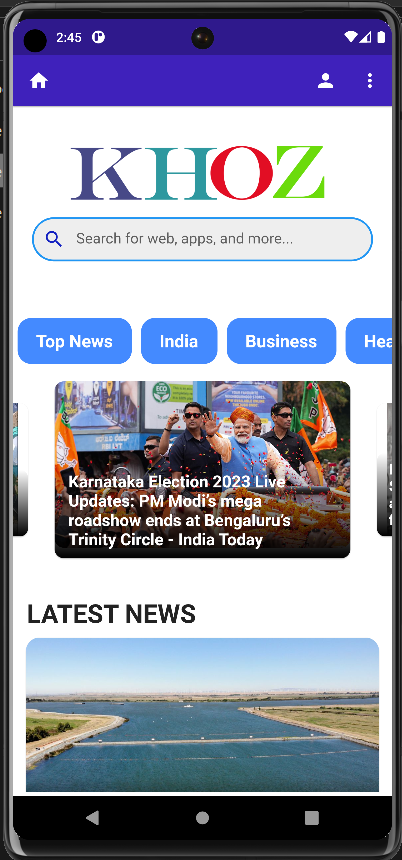 2:45
KHOZ
Search for web, apps, and more...
Top News
India
Business
Hea
Karnataka Election 2023 Live
Updates: PM Modi's mega
roadshow ends at Bengaluru's
Trinity Circle - India Today
LATEST NEWS